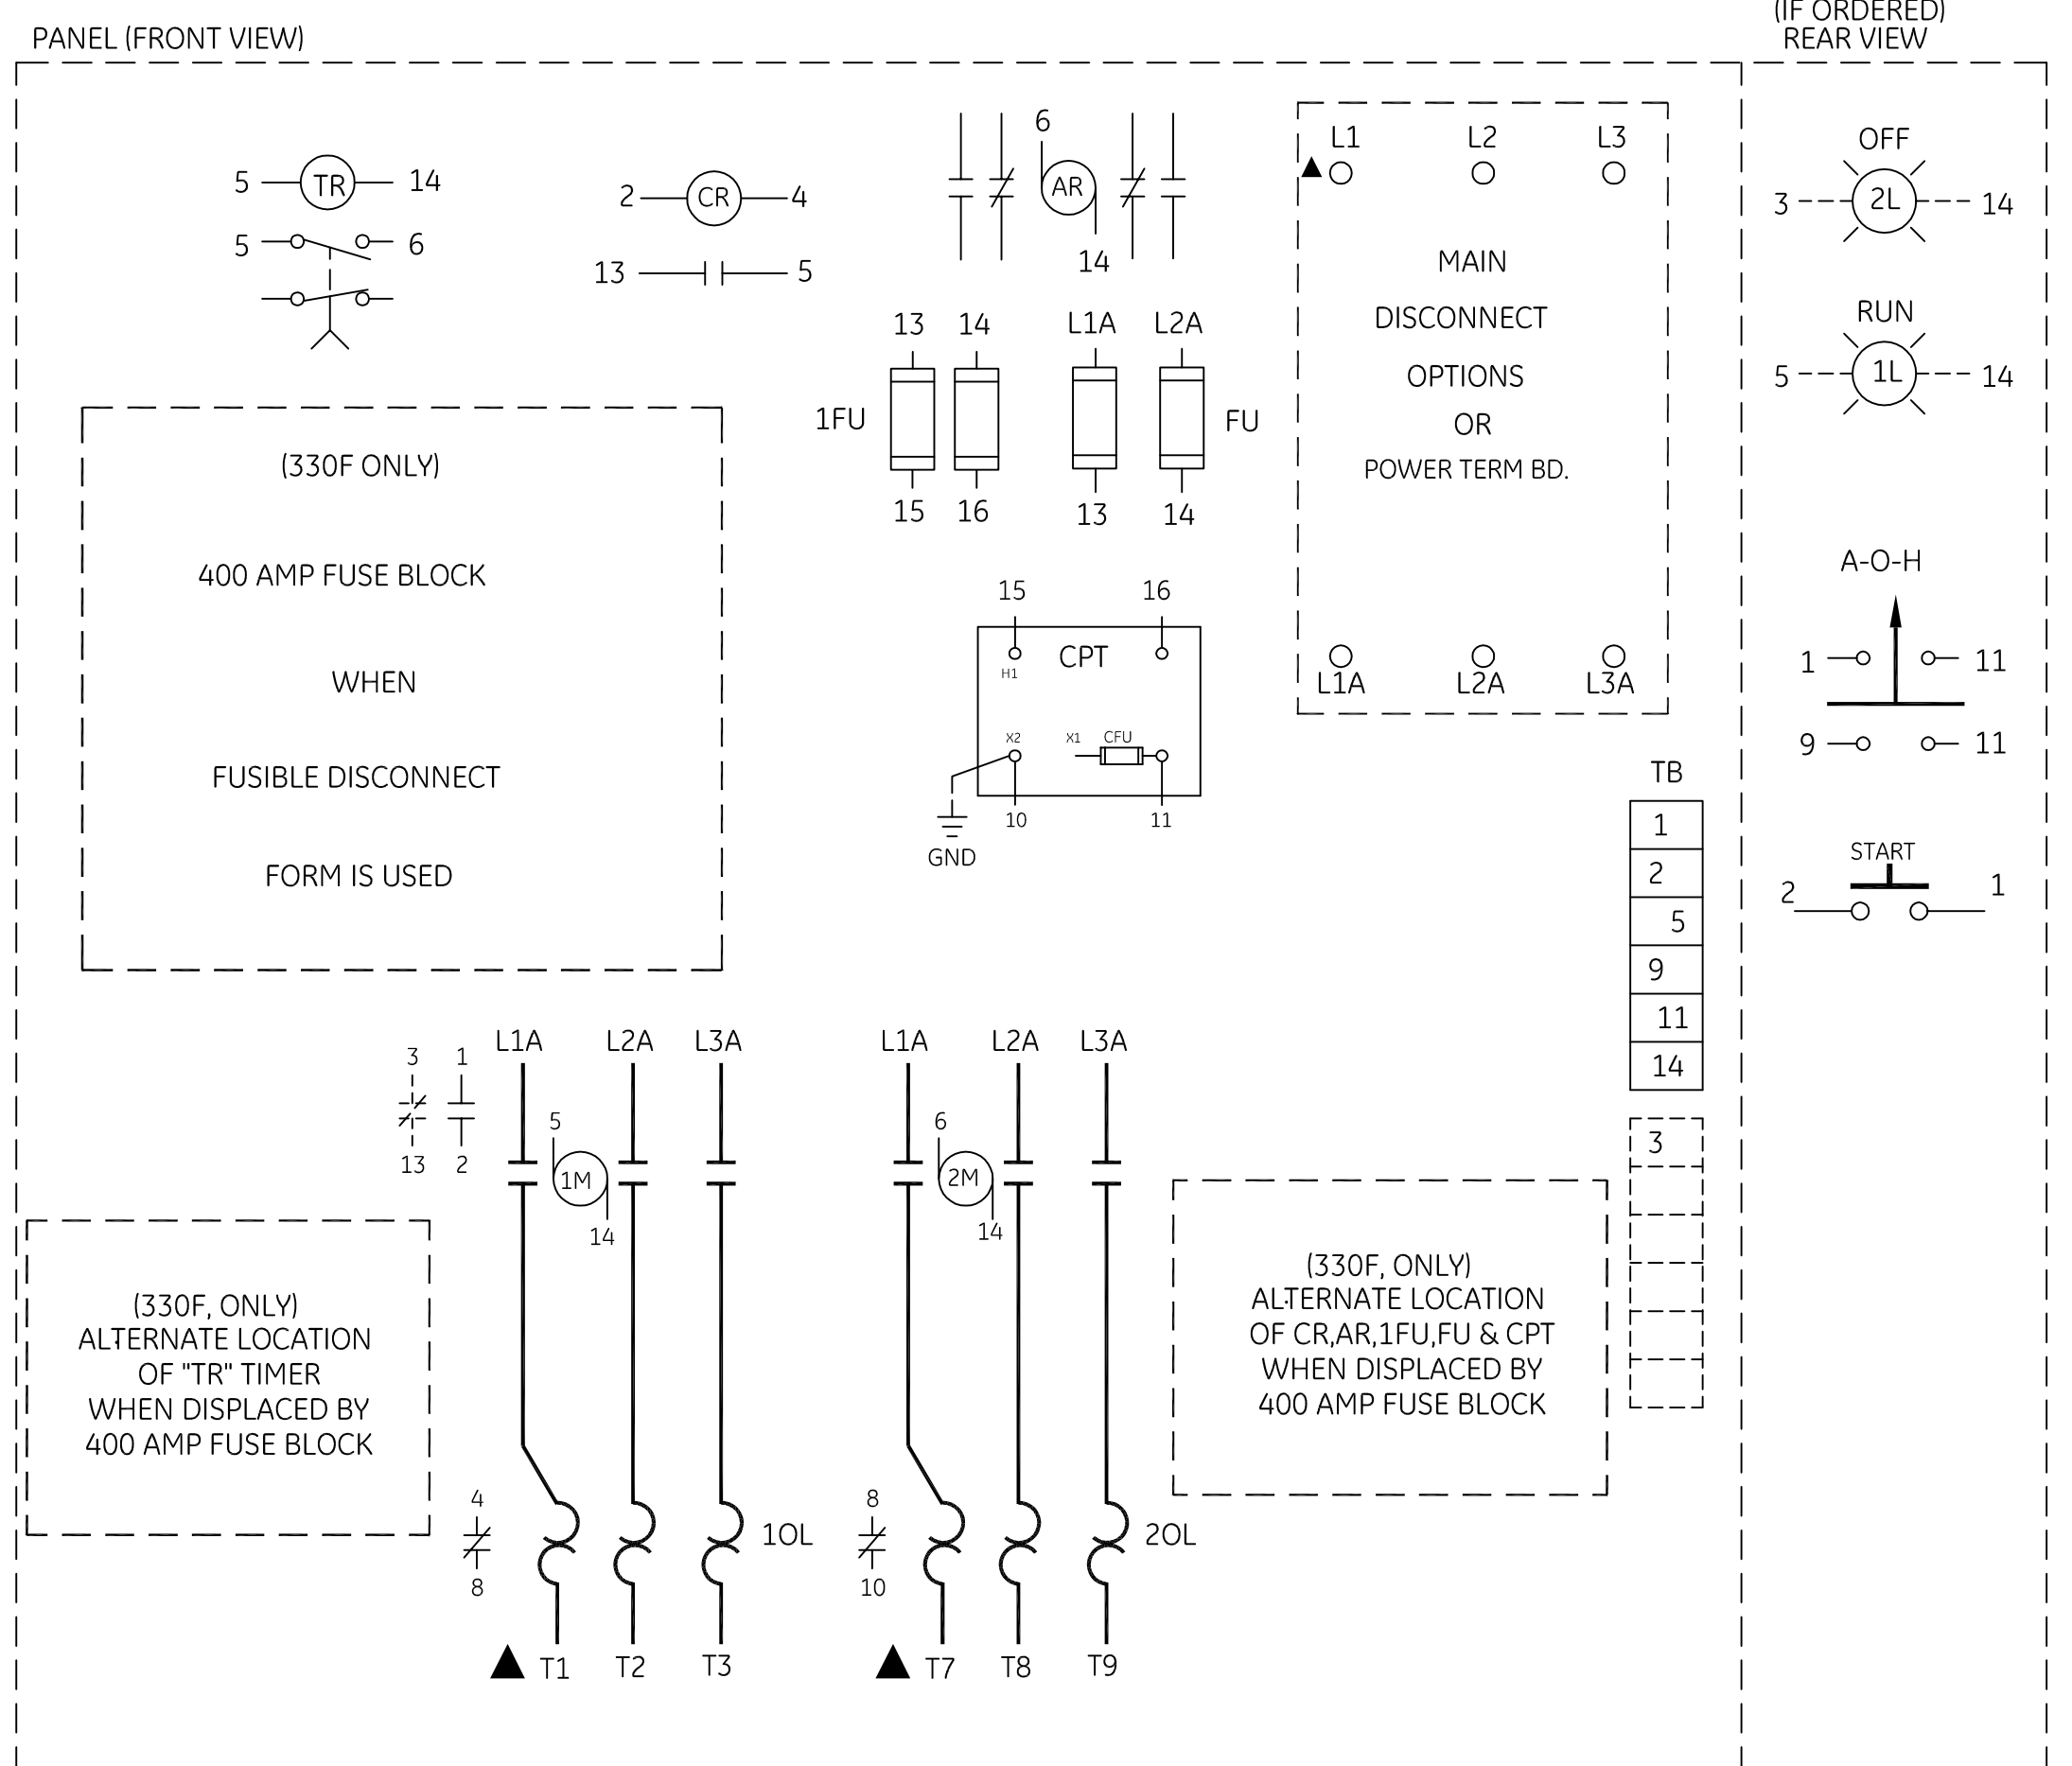 (IF ORDERED)
PANEL (FRONT VIEW)
REAR VIEW
5 TR 14
5 6
2 CR 4
13 5
6
AR
14
L1 L2 L3
MAIN
DISCONNECT
OPTIONS
OR
POWER TERM BD.
L1A L2A L3A
OFF
3 2L 14
RUN
5 1L 14
13 14 L1A L2A
1FU FU
15 16 13 14
(330F ONLY)
400 AMP FUSE BLOCK
WHEN
FUSIBLE DISCONNECT
FORM IS USED
15 16
CPT
H1
X2 X1 CFU
10 11
GND
A-O-H
1 11
9 11
START
2 1
TB
1
2
5
9
11
14
3
3 1 L1A L2A L3A
5
1M
13 2
14
L1A L2A L3A
6
2M
14
(330F, ONLY)
ALTERNATE LOCATION
OF "TR" TIMER
WHEN DISPLACED BY
400 AMP FUSE BLOCK
(330F, ONLY)
ALTERNATE LOCATION
OF CR,AR,1FU,FU & CPT
WHEN DISPLACED BY
400 AMP FUSE BLOCK
4
1OL
8
8
2OL
10
T1 T2 T3
T7 T8 T9